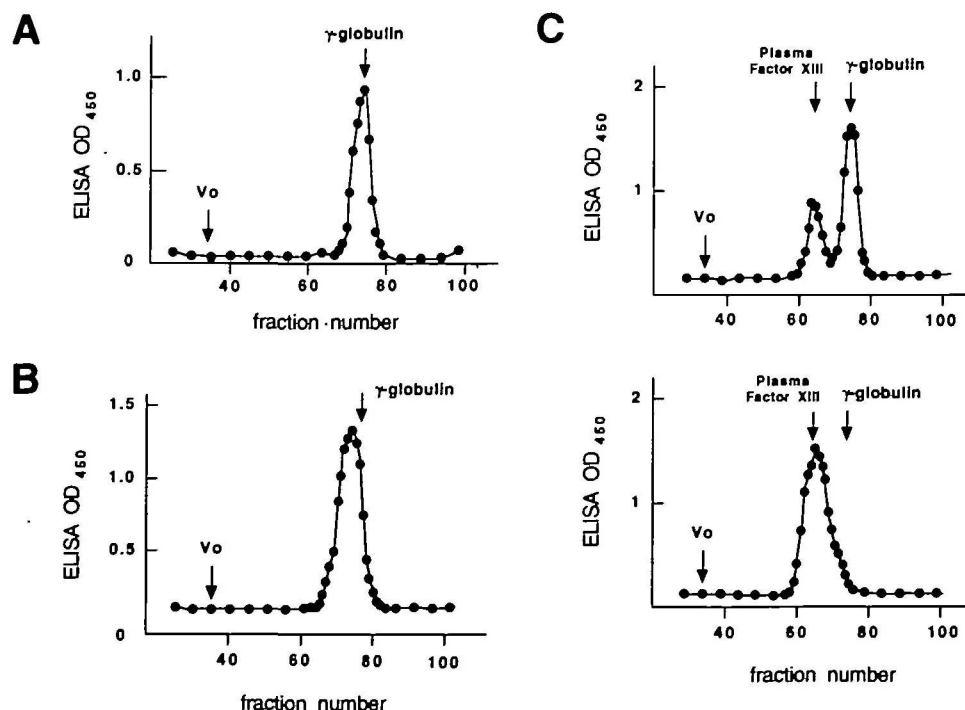 A
γ-globulin
1.0
0.5
0
ELISA OD 450
Vo
40 60 80 100
fraction·number
B
γ-globulin
1.5
1.0
0.5
0
ELISA OD 450
Vo
40 60 80 100
fraction number
C
Plasma
Factor XIII
γ-globulin
2
1
ELISA OD 450
Vo
40 60 80 100
Plasma
Factor XIII
γ-globulin
2
1
ELISA OD 450
Vo
40 60 80 100
fraction number